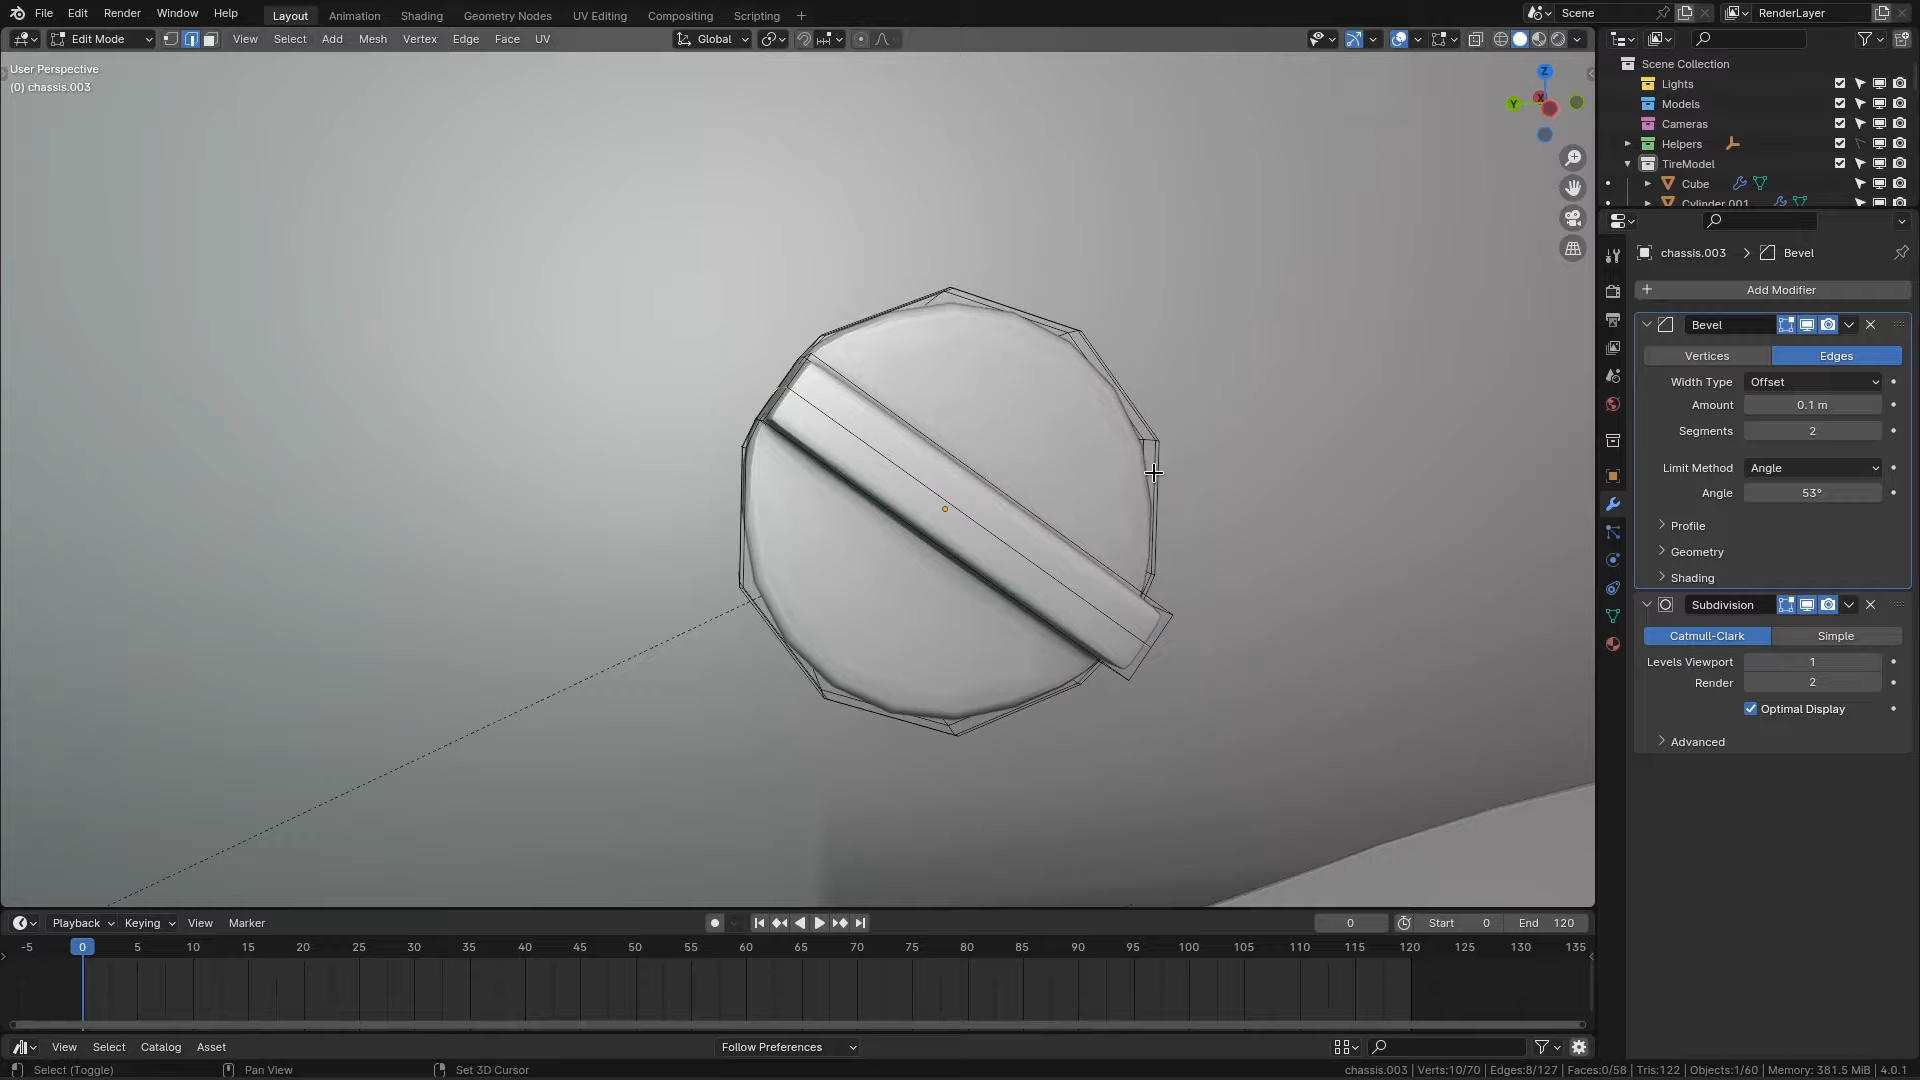 File Edit Render Window Help Layout Animation Shading Geometry Nodes UV Editing Compositing Scripting + Scene RenderLayer
Edit Mode View Select Add Mesh Vertex Edge Face UV Global
User Perspective
(0) chassis.003
Z
Y
X
Scene Collection
Lights
Models
Cameras
Helpers
TireModel
Cube
Cylinder.001
chassis.003 > Bevel
+ Add Modifier
Bevel
Vertices Edges
Width Type Offset
Amount 0.1 m
Segments 2
Limit Method Angle
Angle 53°
Profile
Geometry
Shading
Subdivision
Catmull-Clark Simple
Levels Viewport 1
Render 2
Optimal Display
Advanced
Playback Keying View Marker 0 Start 0 End 120
-5 0 5 10 15 20 25 30 35 40 45 50 55 60 65 70 75 80 85 90 95 100 105 110 115 120 125 130 135
View Select Catalog Asset Follow Preferences
Select (Toggle) Pan View Set 3D Cursor chassis.003 | Verts:10/70 | Edges:8/127 | Faces:0/58 | Tris:122 | Objects:1/60 | Memory: 381.5 MiB | 4.0.1